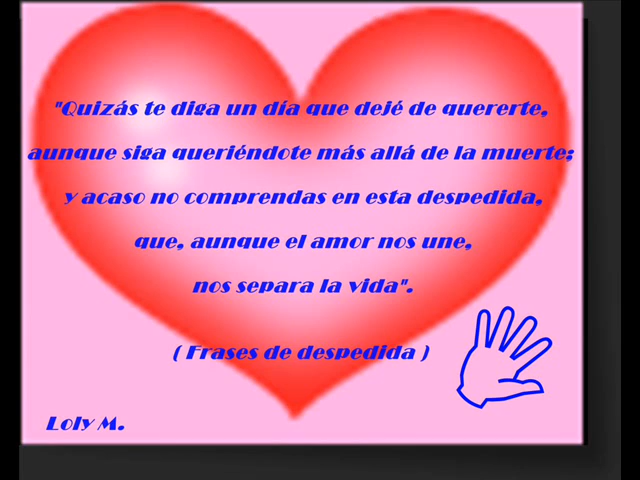 "Quizás te diga un día que dejé de quererte,
aunque siga queriéndote más allá de la muerte;
y acaso no comprendas en esta despedida,
que, aunque el amor nos une,
nos separa la vida".
( Frases de despedida )
Loly M.